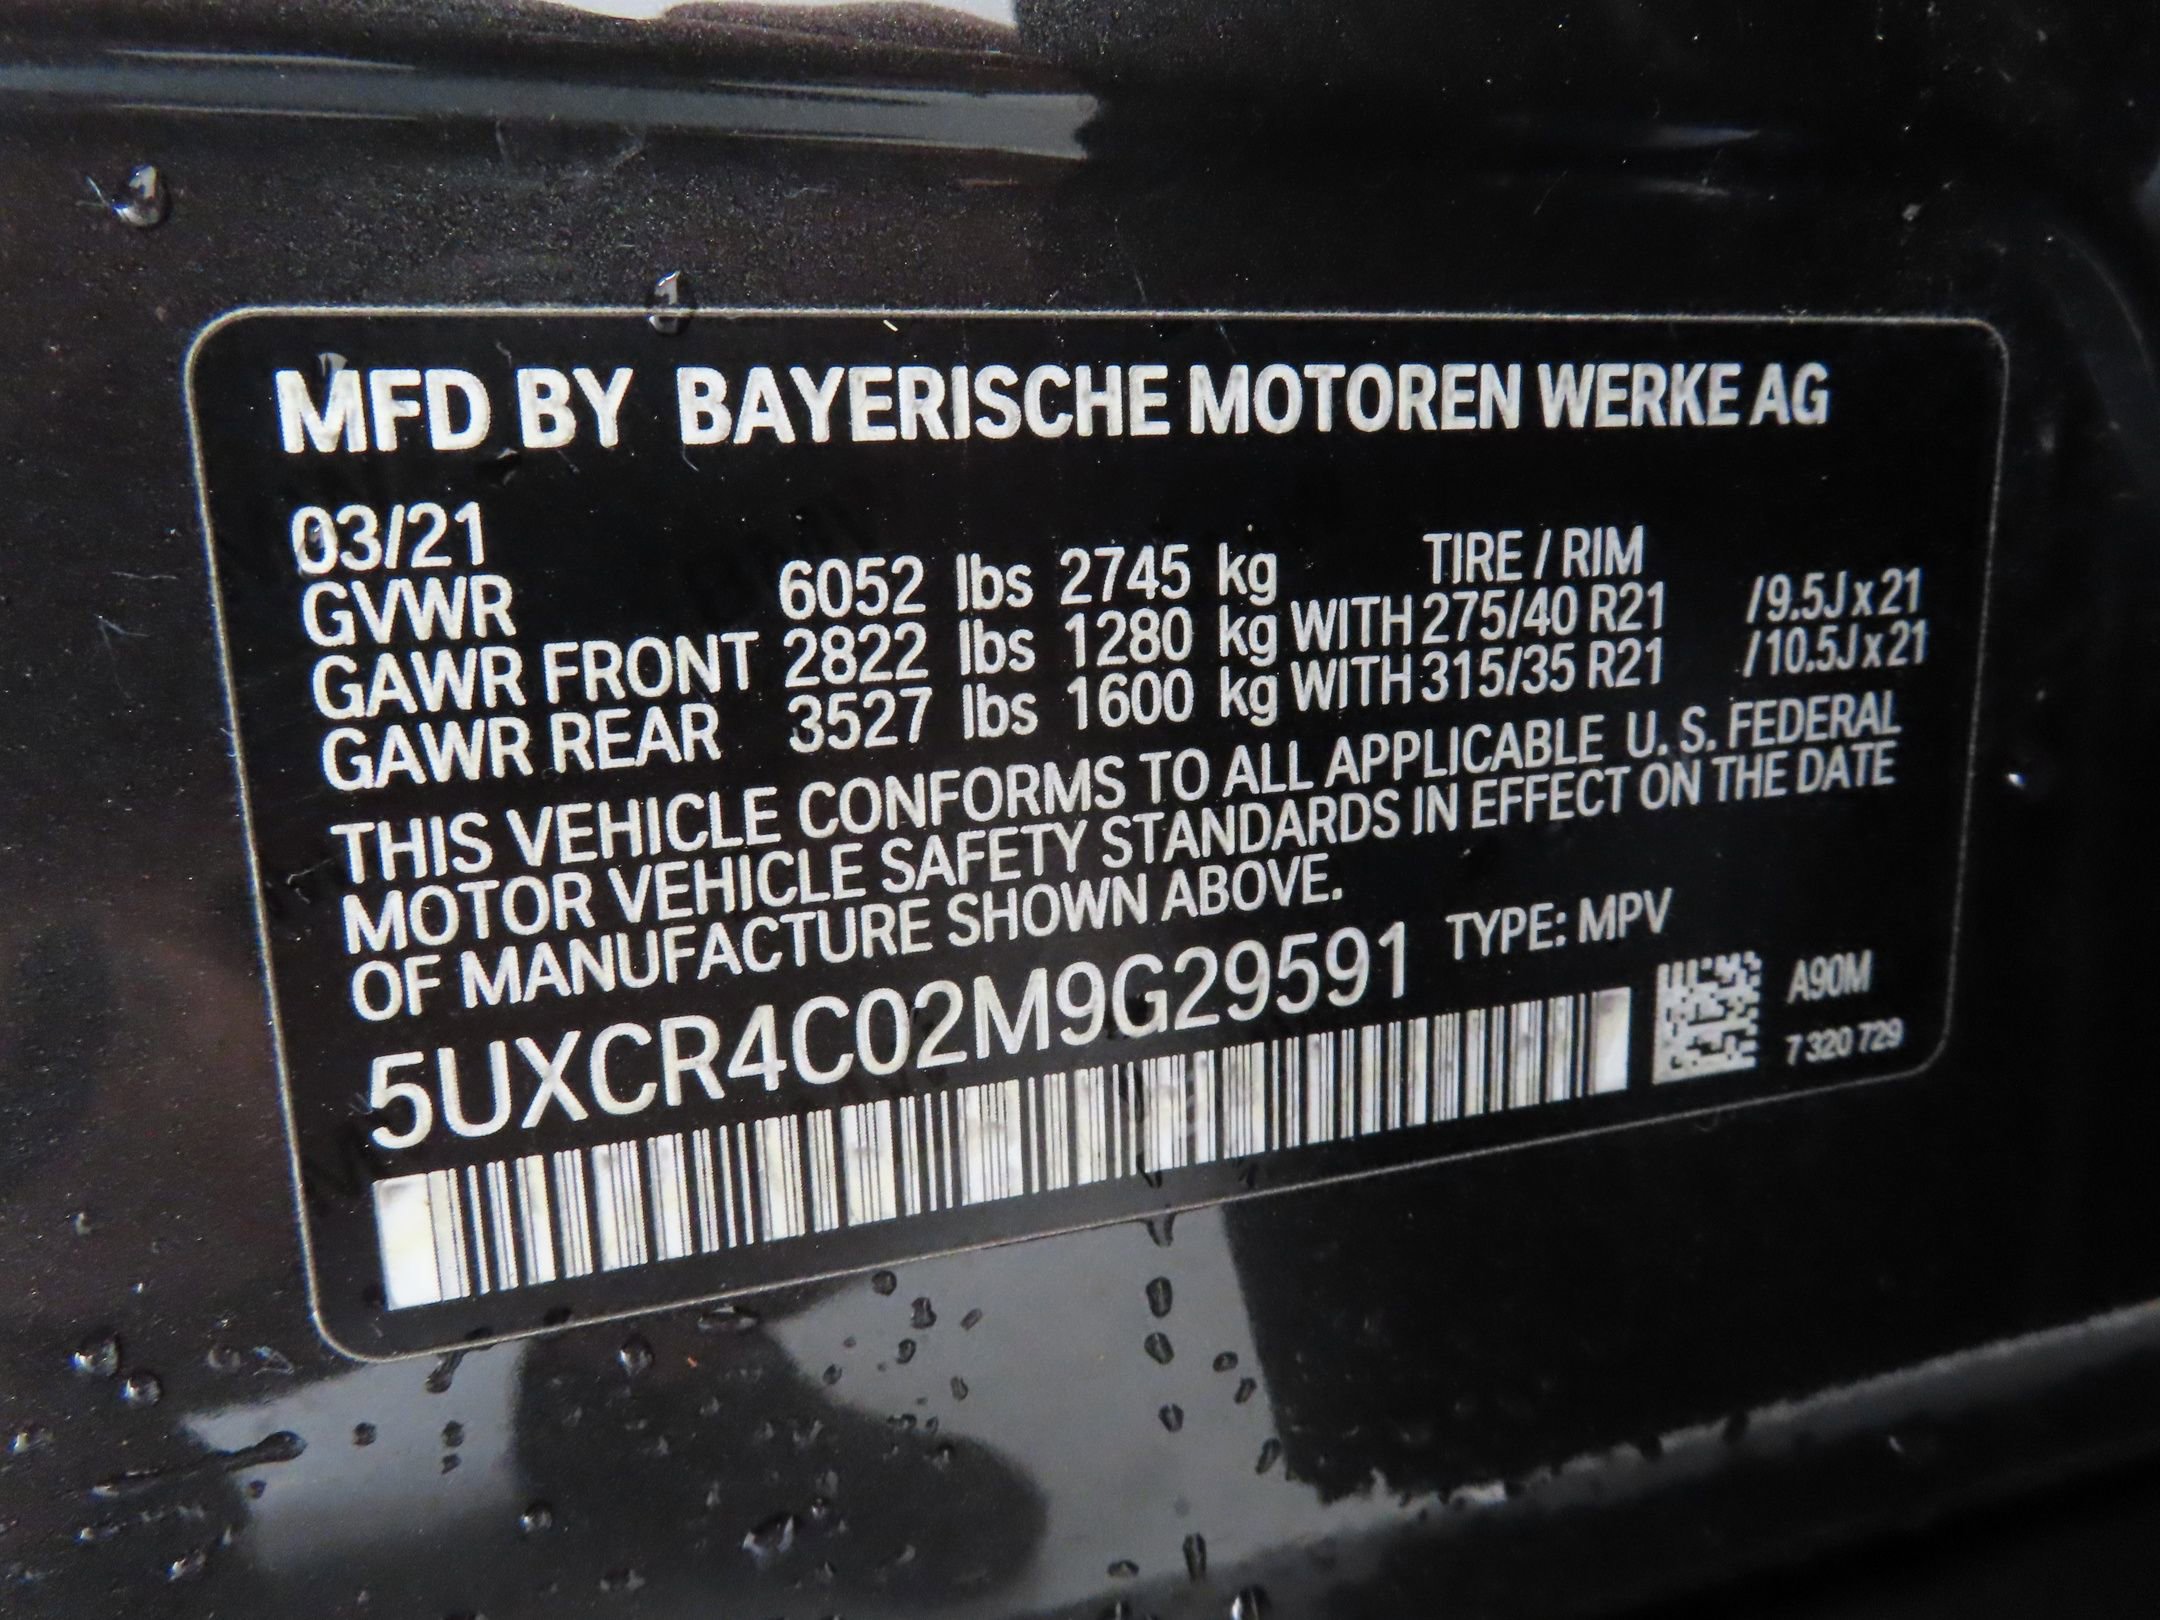 MFD BY BAYERISCHE MOTOREN WERKE AG
03/21
GVWR 6052 lbs 2745 kg TIRE / RIM
GAWR FRONT 2822 lbs 1280 kg WITH 275/40 R21 /9.5J x 21
GAWR REAR 3527 lbs 1600 kg WITH 315/35 R21 /10.5J x 21
THIS VEHICLE CONFORMS TO ALL APPLICABLE U. S. FEDERAL
MOTOR VEHICLE SAFETY STANDARDS IN EFFECT ON THE DATE
OF MANUFACTURE SHOWN ABOVE.
5UXCR4C02M9G29591 TYPE: MPV
A90M
7 320 729